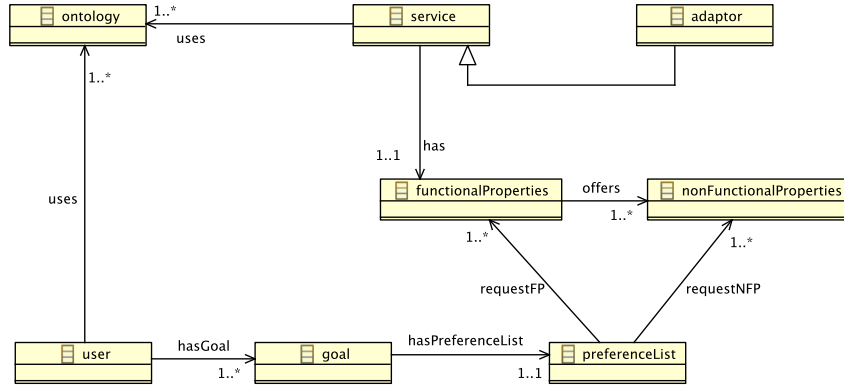 ontology
1..*
uses
service
adaptor
1..*
uses
has
1..1
functionalProperties
offers
1..*
nonFunctionalProperties
1..*
1..*
requestFP
requestNFP
user
hasGoal
1..*
goal
hasPreferenceList
1..1
preferenceList